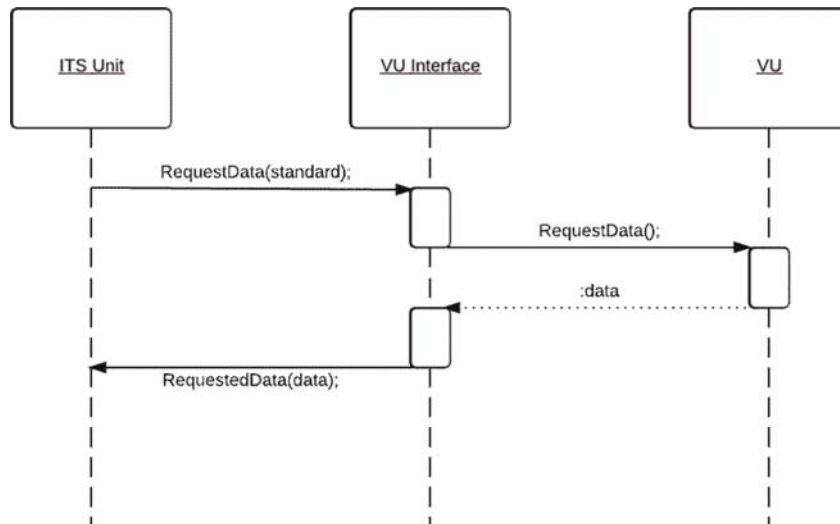 ITS Unit
VU Interface
VU
RequestData(standard);
RequestData();
:data
RequestedData(data);